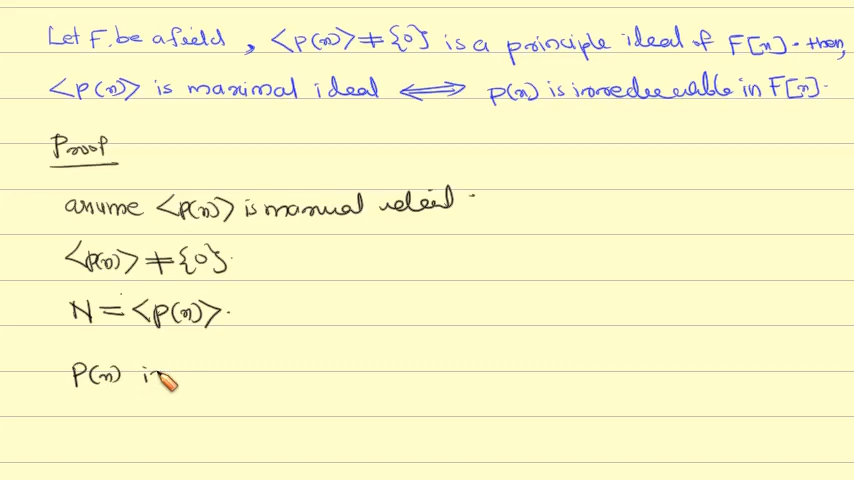 Let F. be a field, <p(x)> ≠ {0} is a principle ideal of F[x]. then,
<p(x)> is maximal ideal ⟺ p(x) is irreducible in F[x].
Proof
assume <p(x)> is maximal ideal.
<p(x)> ≠ {0}.
N = <p(x)>.
P(x) i